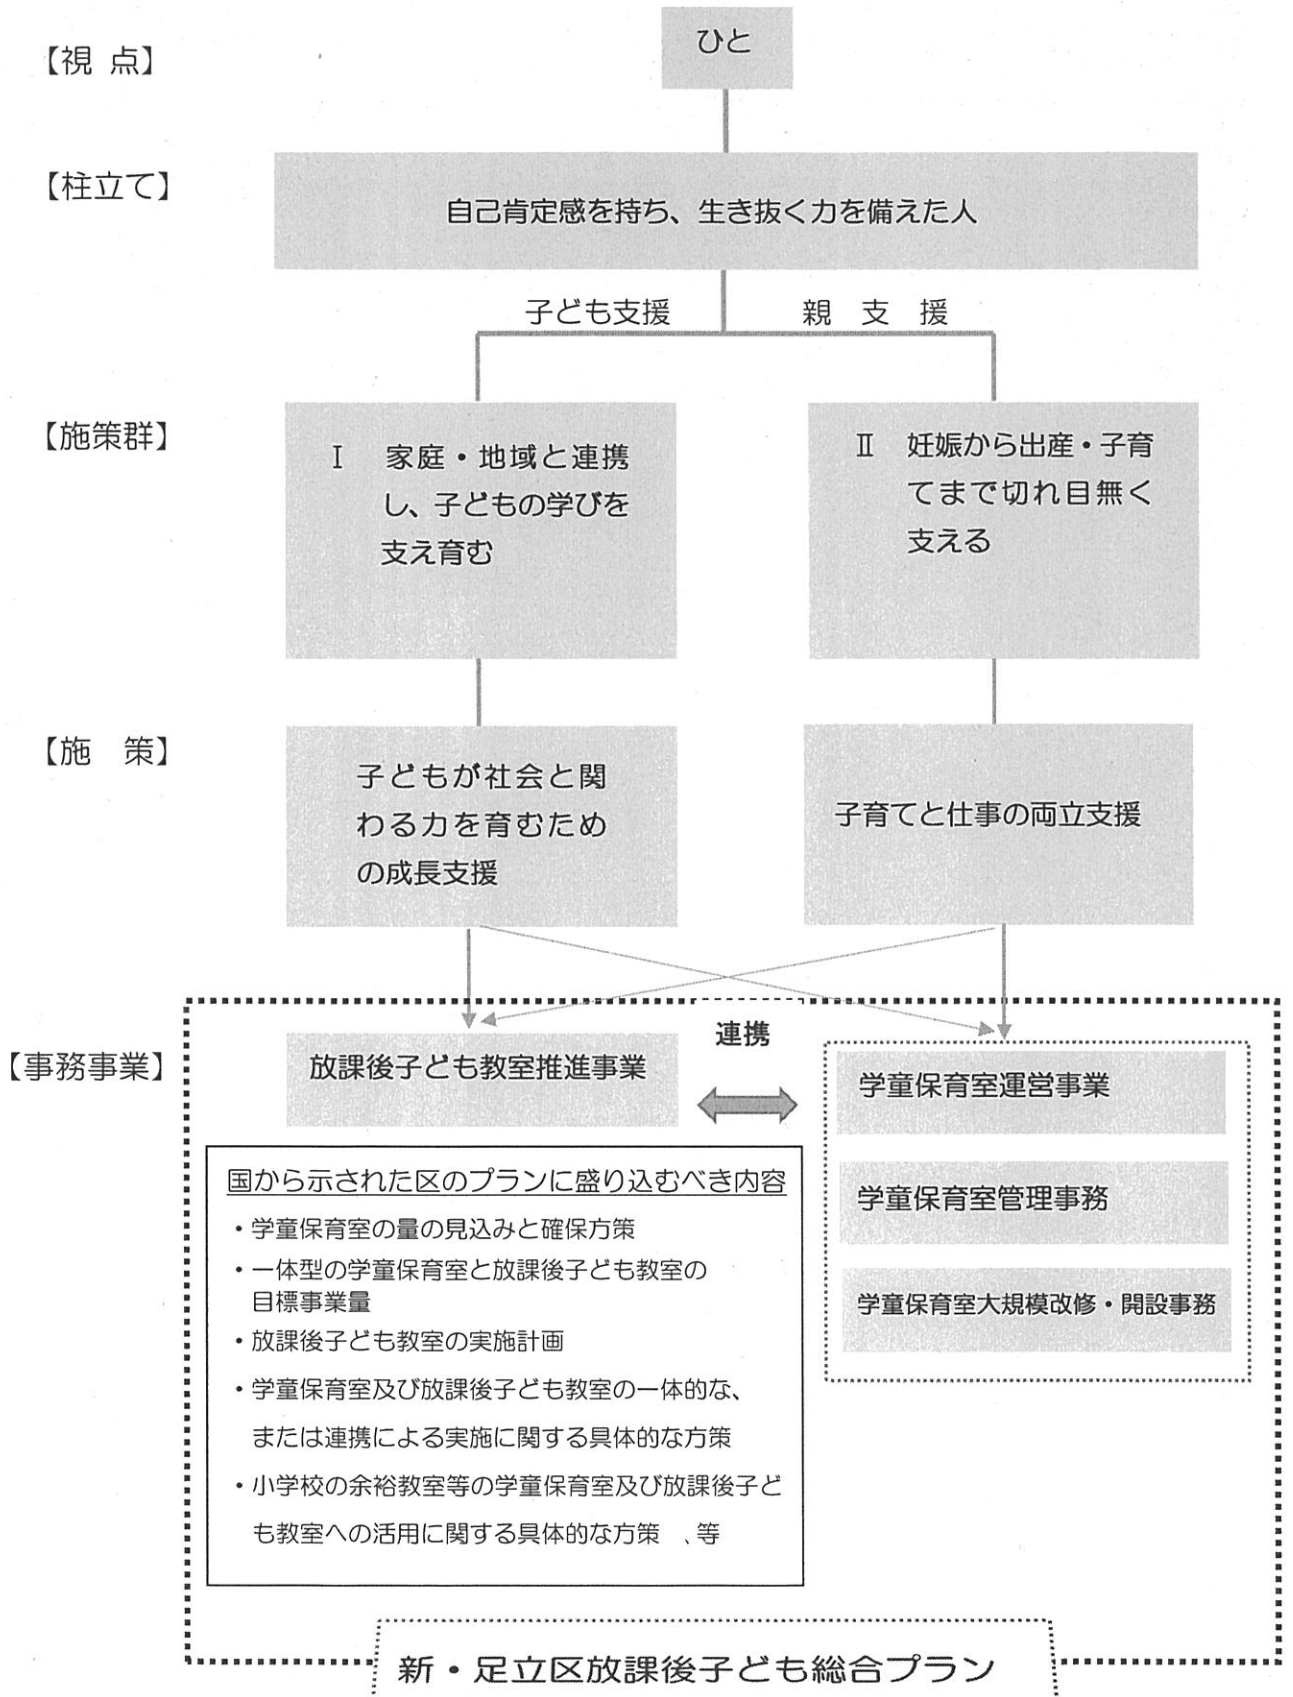 【視 点】
ひと
【柱立て】
自己肯定感を持ち、生き抜く力を備えた人
子ども支援
親 支 援
【施策群】
Ⅰ 家庭・地域と連携
し、子どもの学びを
支え育む
Ⅱ 妊娠から出産・子育
てまで切れ目無く
支える
【施 策】
子どもが社会と関
わる力を育むため
の成長支援
子育てと仕事の両立支援
【事務事業】
放課後子ども教室推進事業
連携
学童保育室運営事業
学童保育室管理事務
学童保育室大規模改修・開設事務
国から示された区のプランに盛り込むべき内容
・学童保育室の量の見込みと確保方策
・一体型の学童保育室と放課後子ども教室の
目標事業量
・放課後子ども教室の実施計画
・学童保育室及び放課後子ども教室の一体的な、
または連携による実施に関する具体的な方策
・小学校の余裕教室等の学童保育室及び放課後子ど
も教室への活用に関する具体的な方策 、等
新・足立区放課後子ども総合プラン